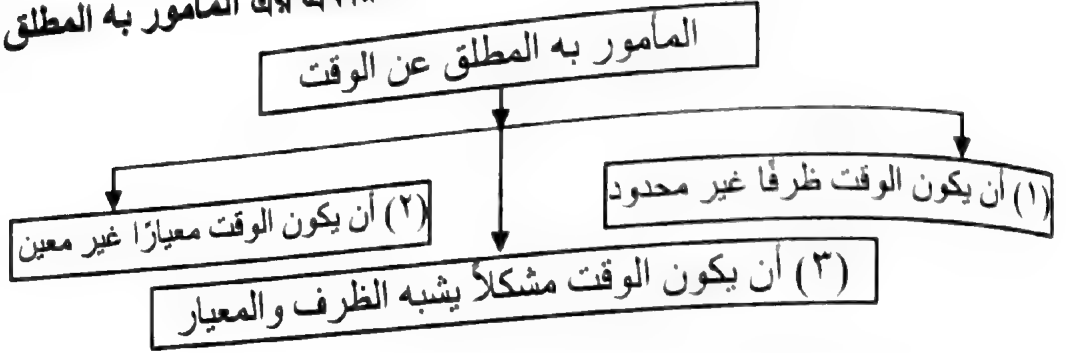 المأمور به المطلق
المأمور به المطلق عن الوقت
(١) أن يكون الوقت ظرفًا غير محدود
(٢) أن يكون الوقت معيارًا غير معين
(٣) أن يكون الوقت مشكلاً يشبه الظرف والمعيار